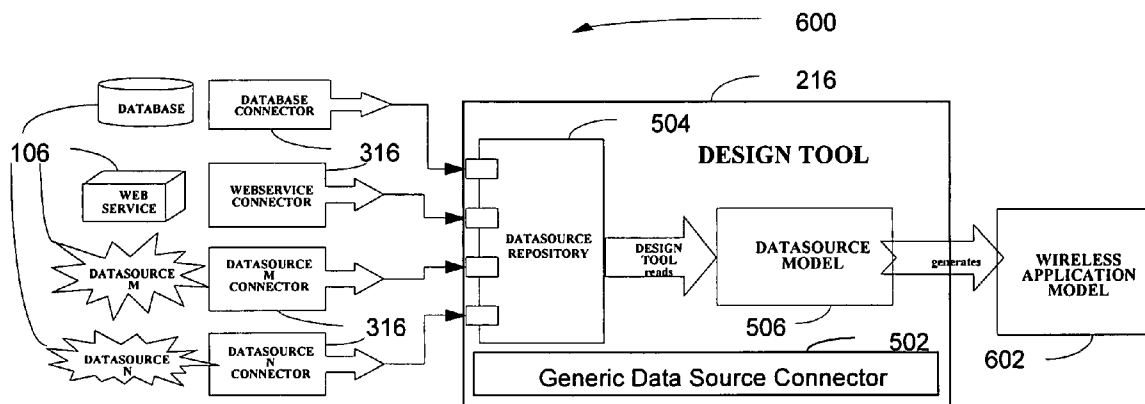 600
216
DATABASE
DATABASE
CONNECTOR
504
DESIGN TOOL
106
316
WEB
SERVICE
WEBSERVICE
CONNECTOR
DATASOURCE
REPOSITORY
DESIGN
TOOL
reads
DATASOURCE
MODEL
generates
WIRELESS
APPLICATION
MODEL
DATASOURCE
M
DATASOURCE
M
CONNECTOR
316
506
502
602
DATASOURCE
N
DATASOURCE
N
CONNECTOR
Generic Data Source Connector